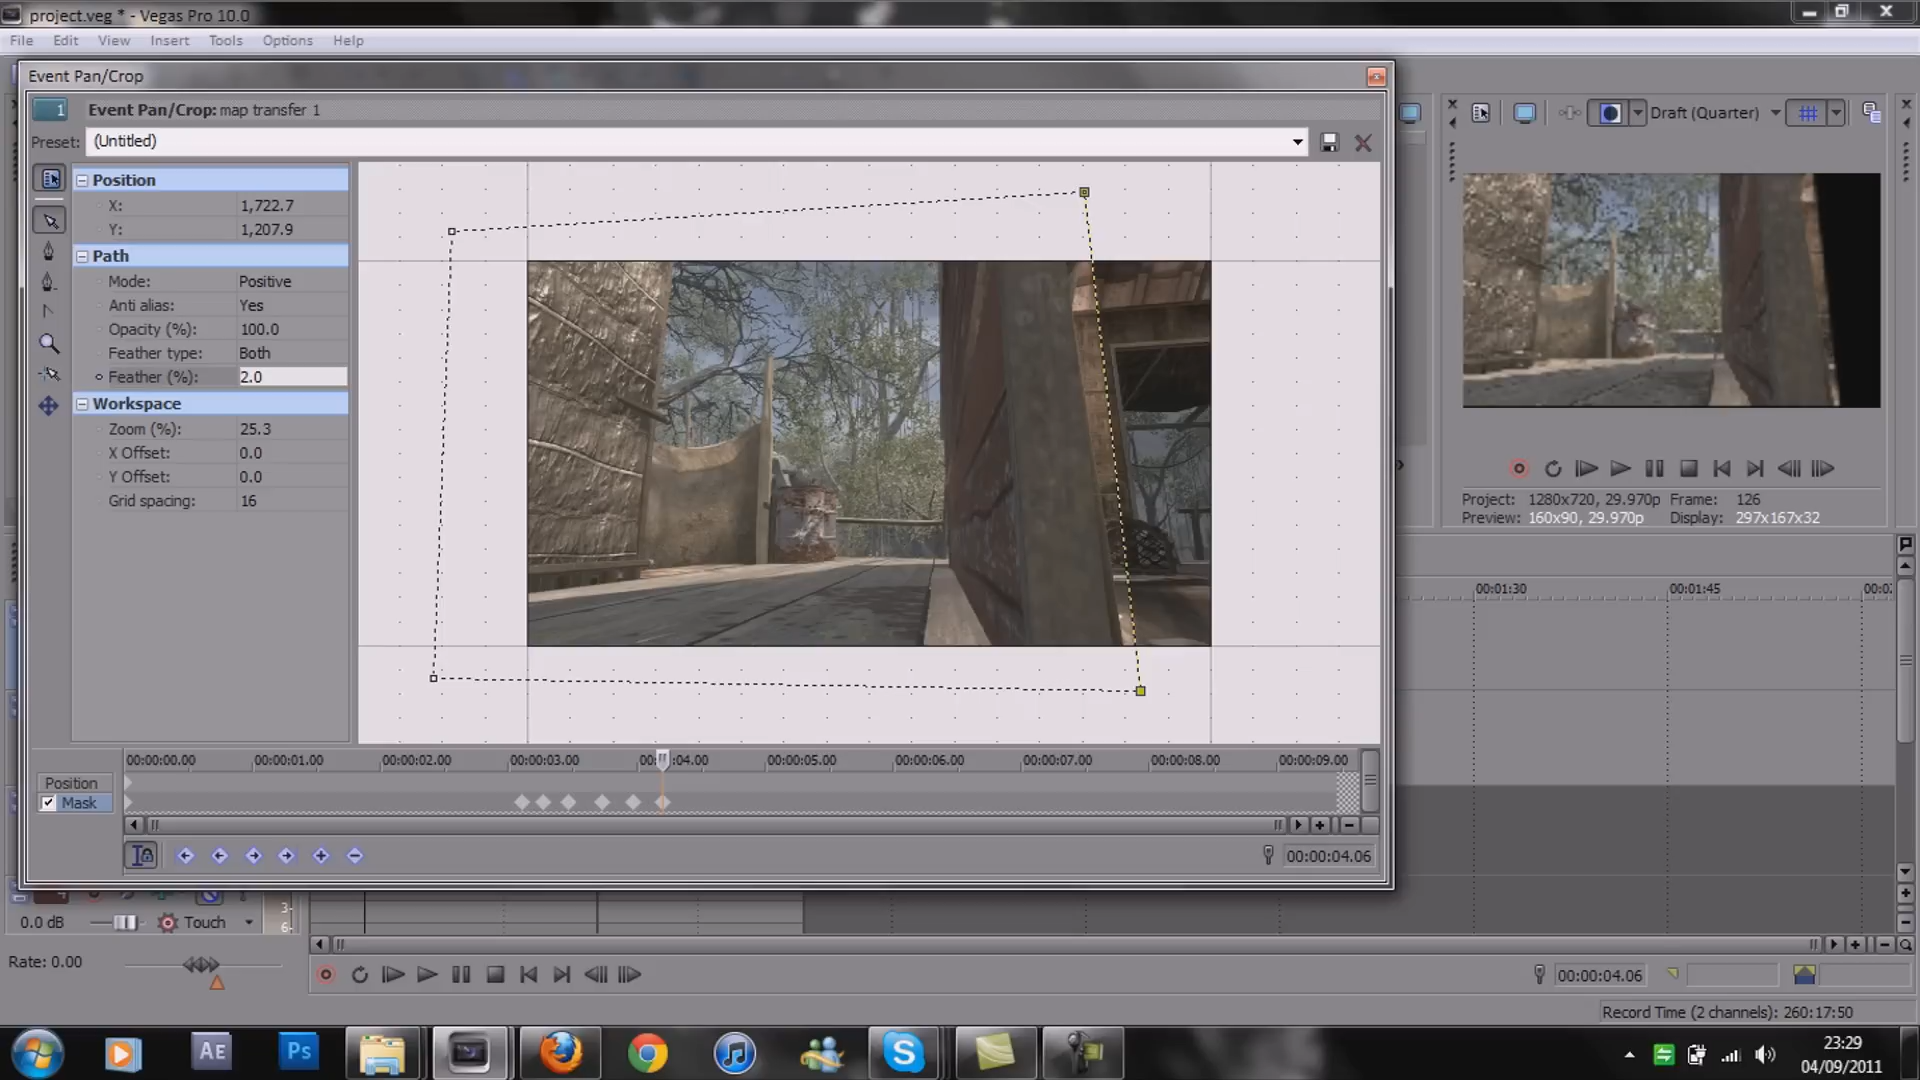 project.veg * - Vegas Pro 10.0
File Edit View Insert Tools Options Help
Event Pan/Crop
1 Event Pan/Crop: map transfer 1
Preset: (Untitled)
Draft (Quarter)
Position
X: 1,722.7
Y: 1,207.9
Path
Mode: Positive
Anti alias: Yes
Opacity (%): 100.0
Feather type: Both
Feather (%): 2.0
Workspace
Zoom (%): 25.3
X Offset: 0.0
Y Offset: 0.0
Grid spacing: 16
Project: 1280x720, 29.970p Frame: 126
Preview: 160x90, 29.970p Display: 297x167x32
00:01:30 00:01:45
00:00:00.00 00:00:01.00 00:00:02.00 00:00:03.00 00:00:04.00 00:00:05.00 00:00:06.00 00:00:07.00 00:00:08.00 00:00:09.00
Position
Mask
00:00:04.06
0.0 dB Touch
3-
6-
Rate: 0.00
00:00:04.06
Record Time (2 channels): 260:17:50
AE Ps S
23:29
04/09/2011